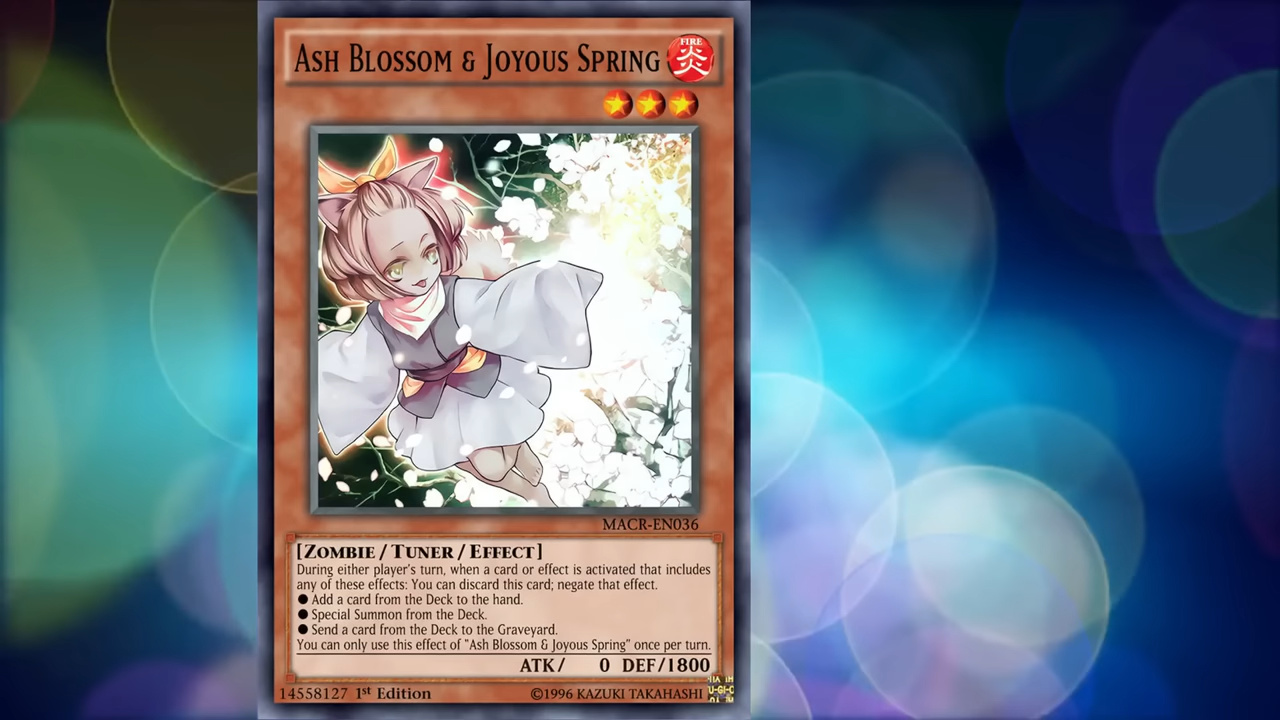 Ash Blossom & Joyous Spring
FIRE
炎
MACR-EN036
[Zombie / Tuner / Effect]
During either player's turn, when a card or effect is activated that includes
any of these effects: You can discard this card; negate that effect.
● Add a card from the Deck to the hand.
● Special Summon from the Deck.
● Send a card from the Deck to the Graveyard.
You can only use this effect of "Ash Blossom & Joyous Spring" once per turn.
ATK/ 0 DEF/1800
14558127 1st Edition ©1996 KAZUKI TAKAHASHI